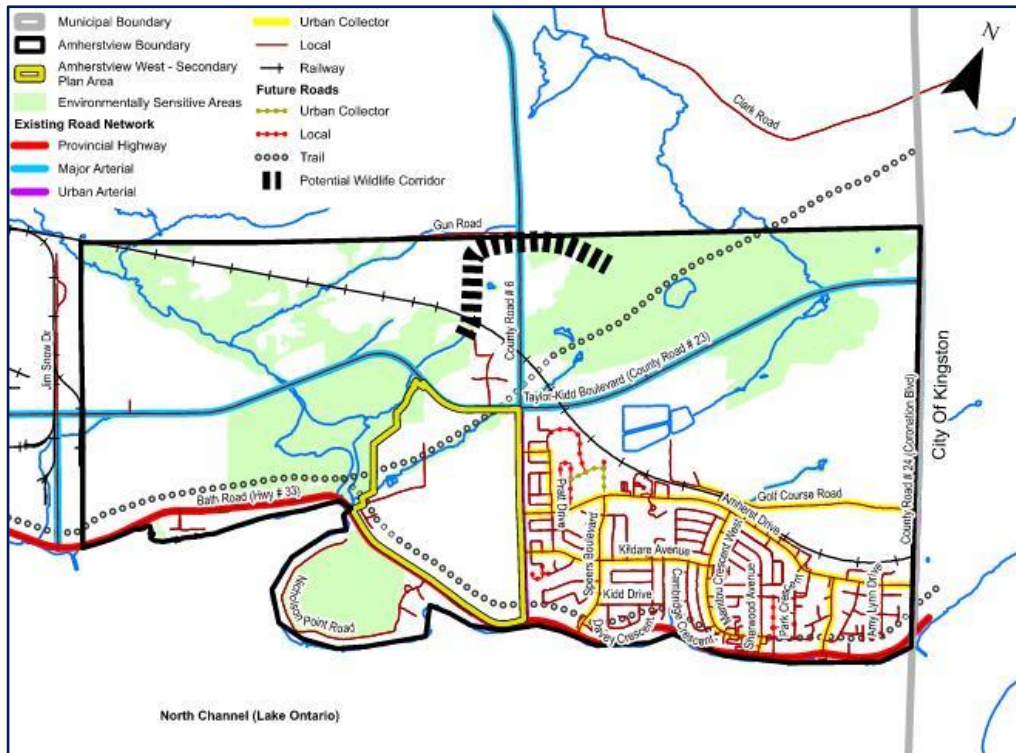 Municipal Boundary
Amherstview Boundary
Amherstview West - Secondary
Plan Area
Environmentally Sensitive Areas
Existing Road Network
Provincial Highway
Major Arterial
Urban Arterial
Urban Collector
Local
Railway
Future Roads
Urban Collector
Local
Trail
Potential Wildlife Corridor
N
Clark Road
Gun Road
Jim Snow Dr
County Road # 6
Taylor-Kidd Boulevard (County Road # 23)
County Road # 24 (Coronation Blvd)
City Of Kingston
Bath Road (Hwy # 33)
Pratt Drive
Amherst Drive
Golf Course Road
Speers Boulevard
Kildare Avenue
Manitou Crescent West
Kidd Drive
Cambridge Crescent
Sherwood Avenue
Park Crescent
Amy Lynn Drive
Davey Crescent
Nicholson Point Road
North Channel (Lake Ontario)